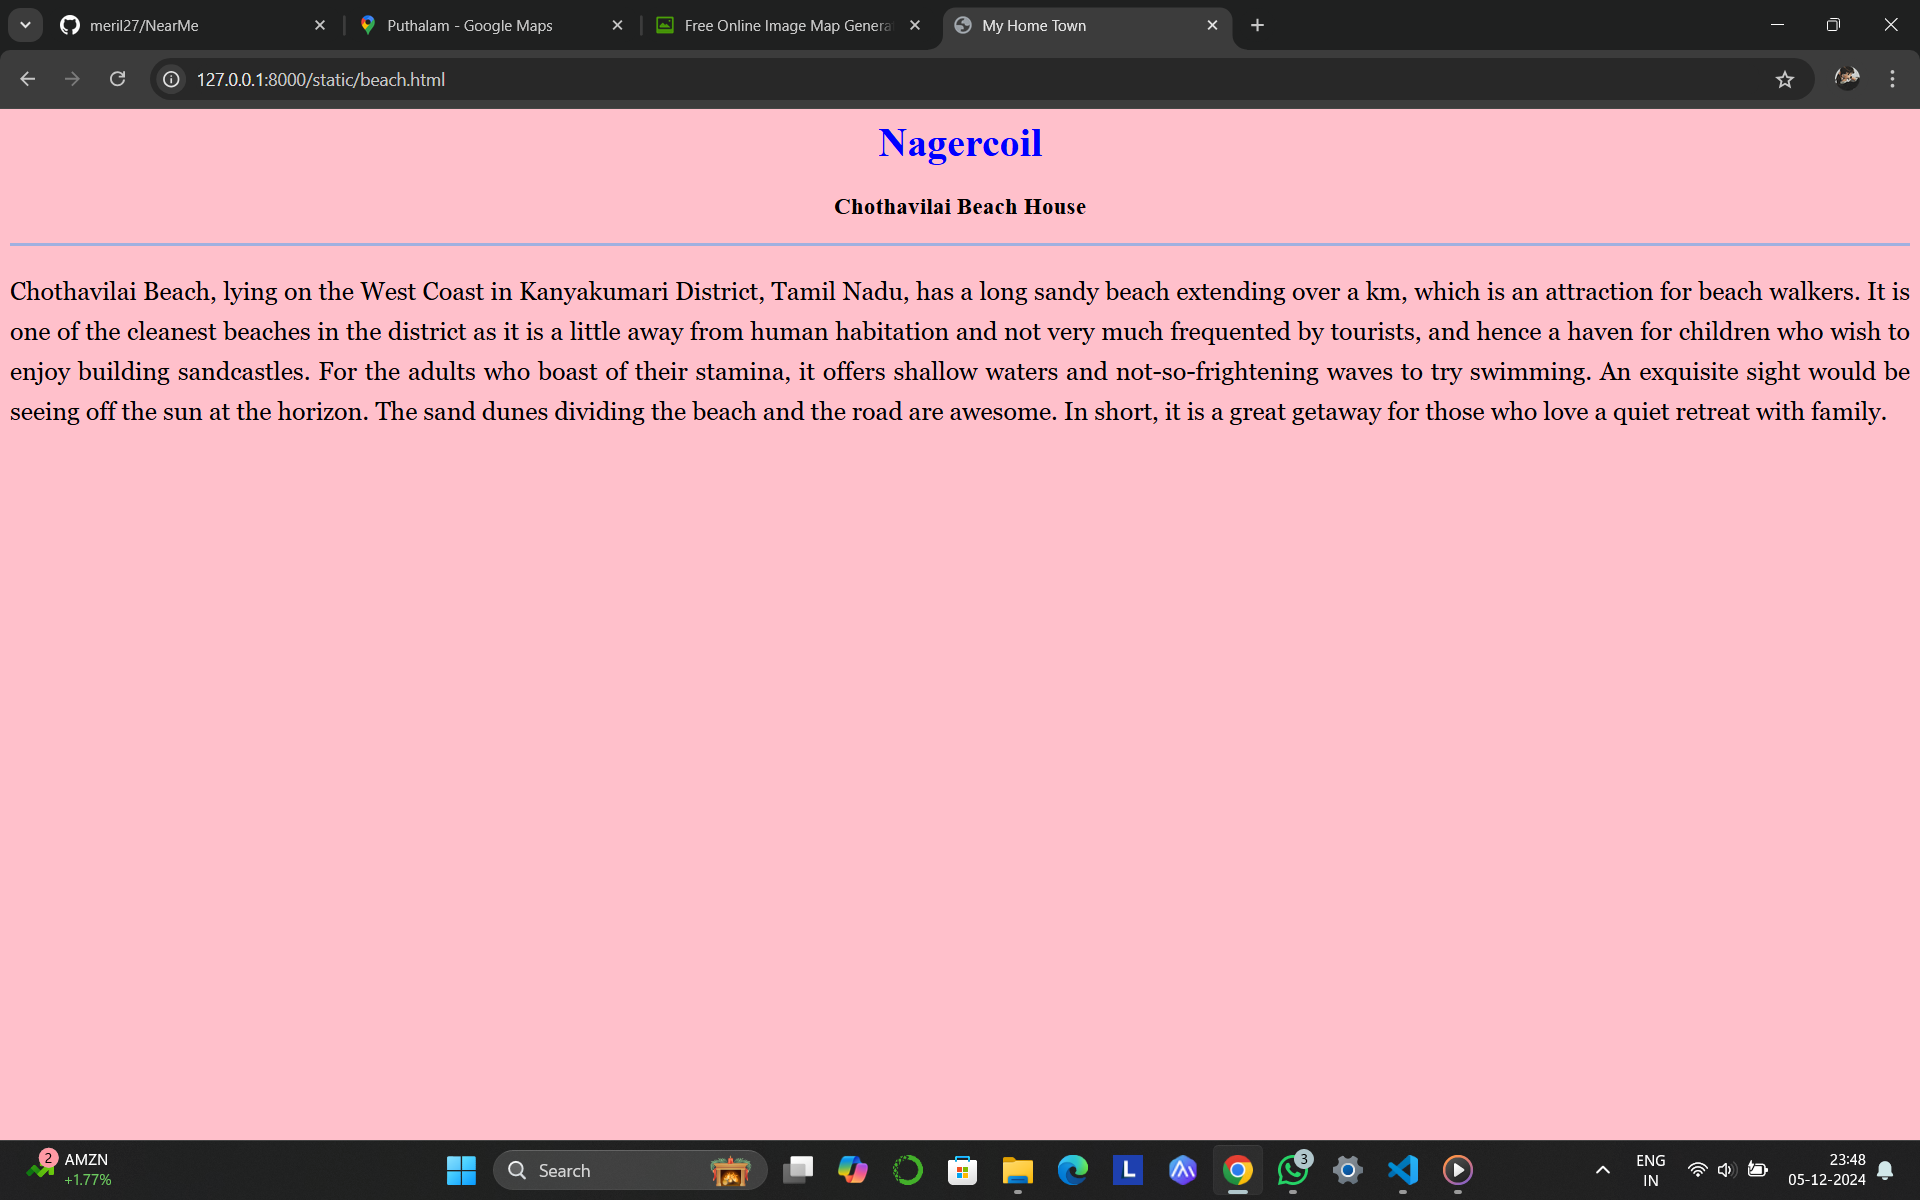 meril27/NearMe
Puthalam - Google Maps
Free Online Image Map Genera
My Home Town
127.0.0.1:8000/static/beach.html
Nagercoil
Chothavilai Beach House
Chothavilai Beach, lying on the West Coast in Kanyakumari District, Tamil Nadu, has a long sandy beach extending over a km, which is an attraction for beach walkers. It is
one of the cleanest beaches in the district as it is a little away from human habitation and not very much frequented by tourists, and hence a haven for children who wish to
enjoy building sandcastles. For the adults who boast of their stamina, it offers shallow waters and not-so-frightening waves to try swimming. An exquisite sight would be
seeing off the sun at the horizon. The sand dunes dividing the beach and the road are awesome. In short, it is a great getaway for those who love a quiet retreat with family.
2
AMZN
+1.77%
Search
L
3
ENG
IN
23:48
05-12-2024